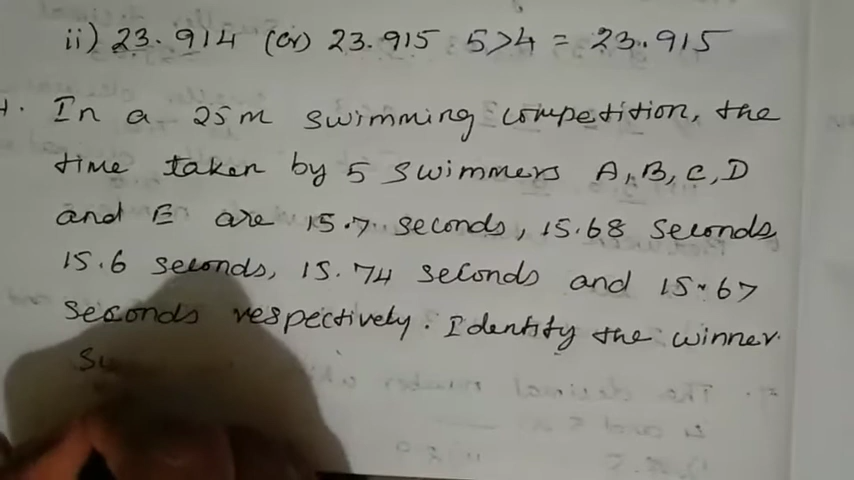 ii) 23.914 (or) 23.915 5>4 = 23.915
4. In a 25m swimming competition, the
time taken by 5 swimmers A, B, C, D
and E are 15.7 seconds, 15.68 seconds
15.6 seconds, 15.74 seconds and 15.67
seconds respectively. Identity the winner.